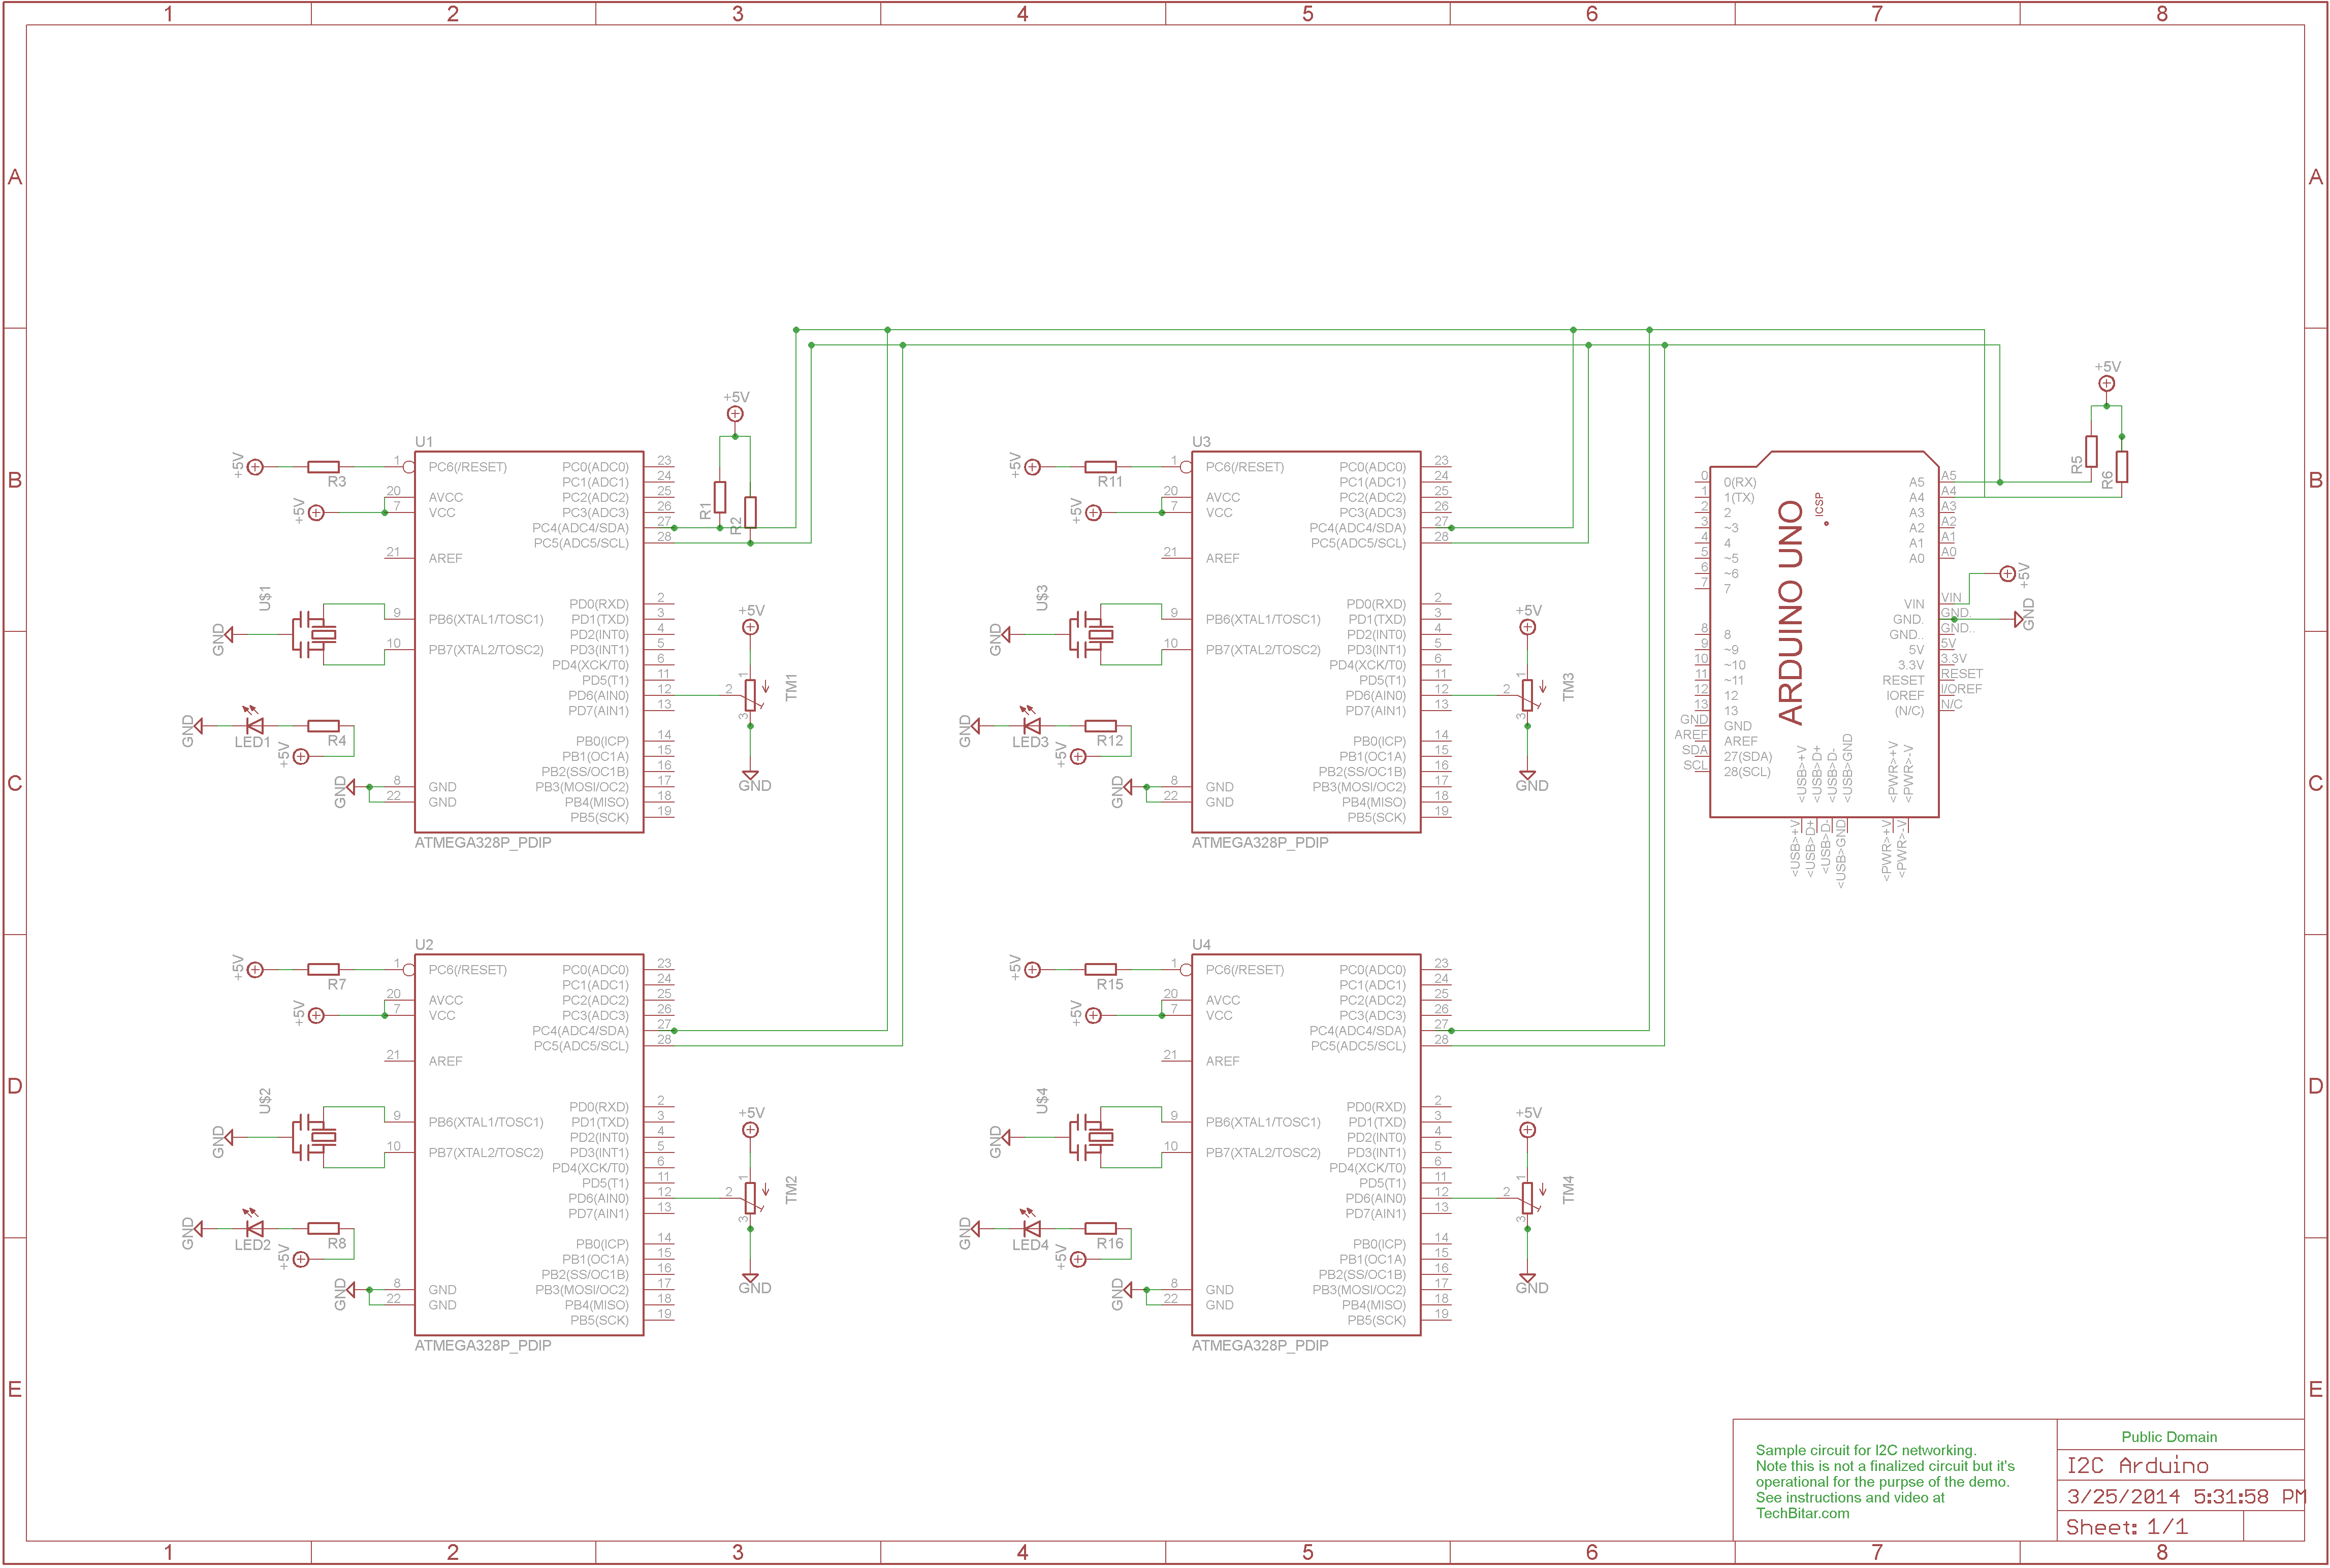 1 2 3 4 5 6 7 8
A A
B B
C C
D D
E E
1 2 3 4 5 6 7 8
U1
+5V
R3
+5V
1 PC6(/RESET)
20 AVCC
7 VCC
21 AREF
9 PB6(XTAL1/TOSC1)
10 PB7(XTAL2/TOSC2)
8 GND
22 GND
PC0(ADC0) 23
PC1(ADC1) 24
PC2(ADC2) 25
PC3(ADC3) 26
PC4(ADC4/SDA) 27
PC5(ADC5/SCL) 28
PD0(RXD) 2
PD1(TXD) 3
PD2(INT0) 4
PD3(INT1) 5
PD4(XCK/T0) 6
PD5(T1) 11
PD6(AIN0) 12
PD7(AIN1) 13
PB0(ICP) 14
PB1(OC1A) 15
PB2(SS/OC1B) 16
PB3(MOSI/OC2) 17
PB4(MISO) 18
PB5(SCK) 19
ATMEGA328P_PDIP
U$1
GND
GND
LED1
R4
+5V
GND
+5V
R1
R2
+5V
1
2
3
TM1
GND
U3
+5V
R11
+5V
1 PC6(/RESET)
20 AVCC
7 VCC
21 AREF
9 PB6(XTAL1/TOSC1)
10 PB7(XTAL2/TOSC2)
8 GND
22 GND
PC0(ADC0) 23
PC1(ADC1) 24
PC2(ADC2) 25
PC3(ADC3) 26
PC4(ADC4/SDA) 27
PC5(ADC5/SCL) 28
PD0(RXD) 2
PD1(TXD) 3
PD2(INT0) 4
PD3(INT1) 5
PD4(XCK/T0) 6
PD5(T1) 11
PD6(AIN0) 12
PD7(AIN1) 13
PB0(ICP) 14
PB1(OC1A) 15
PB2(SS/OC1B) 16
PB3(MOSI/OC2) 17
PB4(MISO) 18
PB5(SCK) 19
ATMEGA328P_PDIP
U$3
GND
GND
LED3
R12
+5V
GND
+5V
1
2
3
TM3
GND
+5V
R5
R6
ARDUINO UNO
ICSP
0 0(RX)
1 1(TX)
2 2
3 ~3
4 4
5 ~5
6 ~6
7 7
8 8
9 ~9
10 ~10
11 ~11
12 12
13 13
GND GND
AREF AREF
SDA 27(SDA)
SCL 28(SCL)
A5 A5
A4 A4
A3 A3
A2 A2
A1 A1
A0 A0
VIN VIN
GND. GND.
GND.. GND..
5V 5V
3.3V 3.3V
RESET RESET
IOREF I/OREF
(N/C) N/C
+5V
GND
<USB>+V
<USB>D+
<USB>D-
<USB>GND
<PWR>+V
<PWR>-V
<USB>+V
<USB>D+
<USB>D-
<USB>GND
<PWR>+V
<PWR>-V
U2
+5V
R7
+5V
1 PC6(/RESET)
20 AVCC
7 VCC
21 AREF
9 PB6(XTAL1/TOSC1)
10 PB7(XTAL2/TOSC2)
8 GND
22 GND
PC0(ADC0) 23
PC1(ADC1) 24
PC2(ADC2) 25
PC3(ADC3) 26
PC4(ADC4/SDA) 27
PC5(ADC5/SCL) 28
PD0(RXD) 2
PD1(TXD) 3
PD2(INT0) 4
PD3(INT1) 5
PD4(XCK/T0) 6
PD5(T1) 11
PD6(AIN0) 12
PD7(AIN1) 13
PB0(ICP) 14
PB1(OC1A) 15
PB2(SS/OC1B) 16
PB3(MOSI/OC2) 17
PB4(MISO) 18
PB5(SCK) 19
ATMEGA328P_PDIP
U$2
GND
GND
LED2
R8
+5V
GND
+5V
1
2
3
TM2
GND
U4
+5V
R15
+5V
1 PC6(/RESET)
20 AVCC
7 VCC
21 AREF
9 PB6(XTAL1/TOSC1)
10 PB7(XTAL2/TOSC2)
8 GND
22 GND
PC0(ADC0) 23
PC1(ADC1) 24
PC2(ADC2) 25
PC3(ADC3) 26
PC4(ADC4/SDA) 27
PC5(ADC5/SCL) 28
PD0(RXD) 2
PD1(TXD) 3
PD2(INT0) 4
PD3(INT1) 5
PD4(XCK/T0) 6
PD5(T1) 11
PD6(AIN0) 12
PD7(AIN1) 13
PB0(ICP) 14
PB1(OC1A) 15
PB2(SS/OC1B) 16
PB3(MOSI/OC2) 17
PB4(MISO) 18
PB5(SCK) 19
ATMEGA328P_PDIP
U$4
GND
GND
LED4
R16
+5V
GND
+5V
1
2
3
TM4
GND
Sample circuit for I2C networking.
Note this is not a finalized circuit but it's
operational for the purpse of the demo.
See instructions and video at
TechBitar.com
Public Domain
I2C Arduino
3/25/2014 5:31:58 PM
Sheet: 1/1